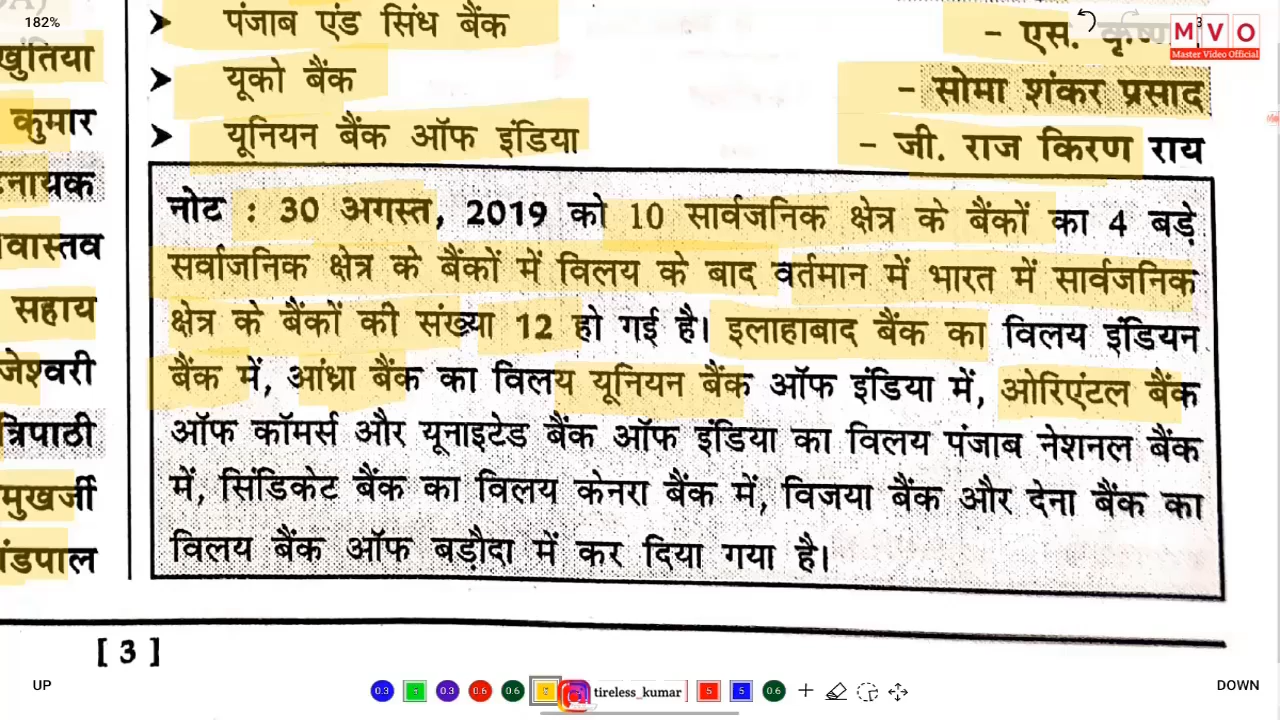 182%
➤ पंजाब एंड सिंध बैंक
M V O
Master Video Official
3
– एस.
खुंतिया
➤ यूको बैंक – सोमा शंकर प्रसाद
कुमार
➤ यूनियन बैंक ऑफ इंडिया – जी. राज किरण राय
नायक
नोट : 30 अगस्त, 2019 को 10 सार्वजनिक क्षेत्र के बैंकों का 4 बड़े
वास्तव
सर्वाजनिक क्षेत्र के बैंकों में विलय के बाद वर्तमान में भारत में सार्वजनिक
सहाय
क्षेत्र के बैंकों की संख्या 12 हो गई है। इलाहाबाद बैंक का विलय इंडियन
जेश्वरी
बैंक में, आंध्रा बैंक का विलय यूनियन बैंक ऑफ इंडिया में, ओरिएंटल बैंक
त्रिपाठी
ऑफ कॉमर्स और यूनाइटेड बैंक ऑफ इंडिया का विलय पंजाब नेशनल बैंक
मुखर्जी
में, सिंडिकेट बैंक का विलय केनरा बैंक में, विजया बैंक और देना बैंक का
ंडपाल
विलय बैंक ऑफ बड़ौदा में कर दिया गया है।
[ 3 ]
UP
0.3 0.3 0.6 0.6 tireless_kumar 5 5 0.6
DOWN